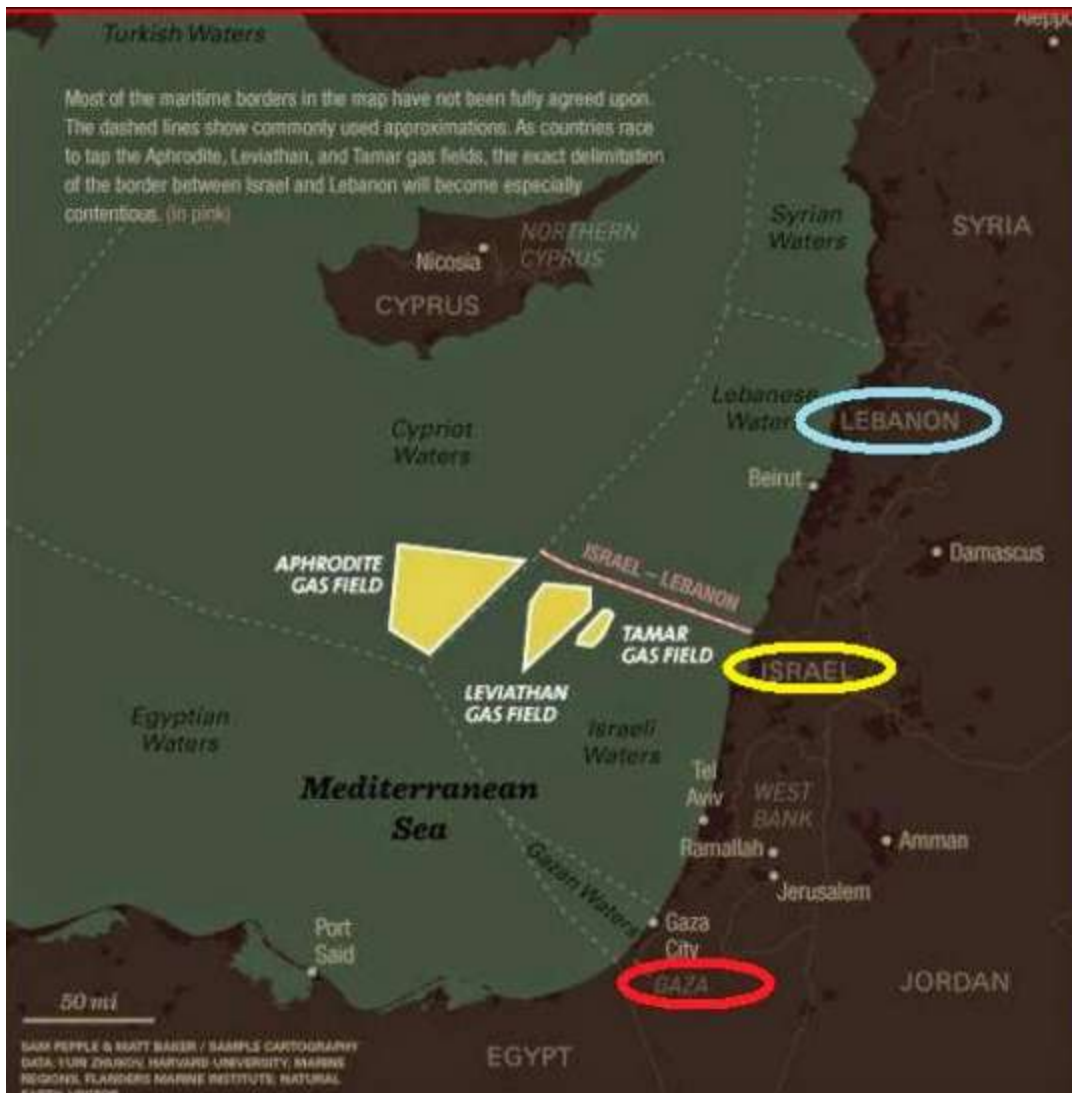 Aleppo
Turkish Waters
Most of the maritime borders in the map have not been fully agreed upon.
The dashed lines show commonly used approximations. As countries race
to tap the Aphrodite, Leviathan, and Tamar gas fields, the exact delimitation
of the border between Israel and Lebanon will become especially
contentious. (in pink)
Syrian
Waters
SYRIA
NORTHERN
CYPRUS
Nicosia
CYPRUS
Lebanese
Waters
LEBANON
Cypriot
Waters
Beirut
ISRAEL – LEBANON
Damascus
APHRODITE
GAS FIELD
TAMAR
GAS FIELD
ISRAEL
LEVIATHAN
GAS FIELD
Egyptian
Waters
Israeli
Waters
Mediterranean
Sea
Tel
Aviv
WEST
BANK
Ramallah
Amman
Jerusalem
Gazan Waters
Gaza
City
Port
Said
GAZA
JORDAN
50 mi
EGYPT
SAM PEPPLE & MATT BAKER / SAMPLE CARTOGRAPHY
DATA: YURI ZHUKOV, HARVARD UNIVERSITY; MARINE
REGIONS, FLANDERS MARINE INSTITUTE; NATURAL